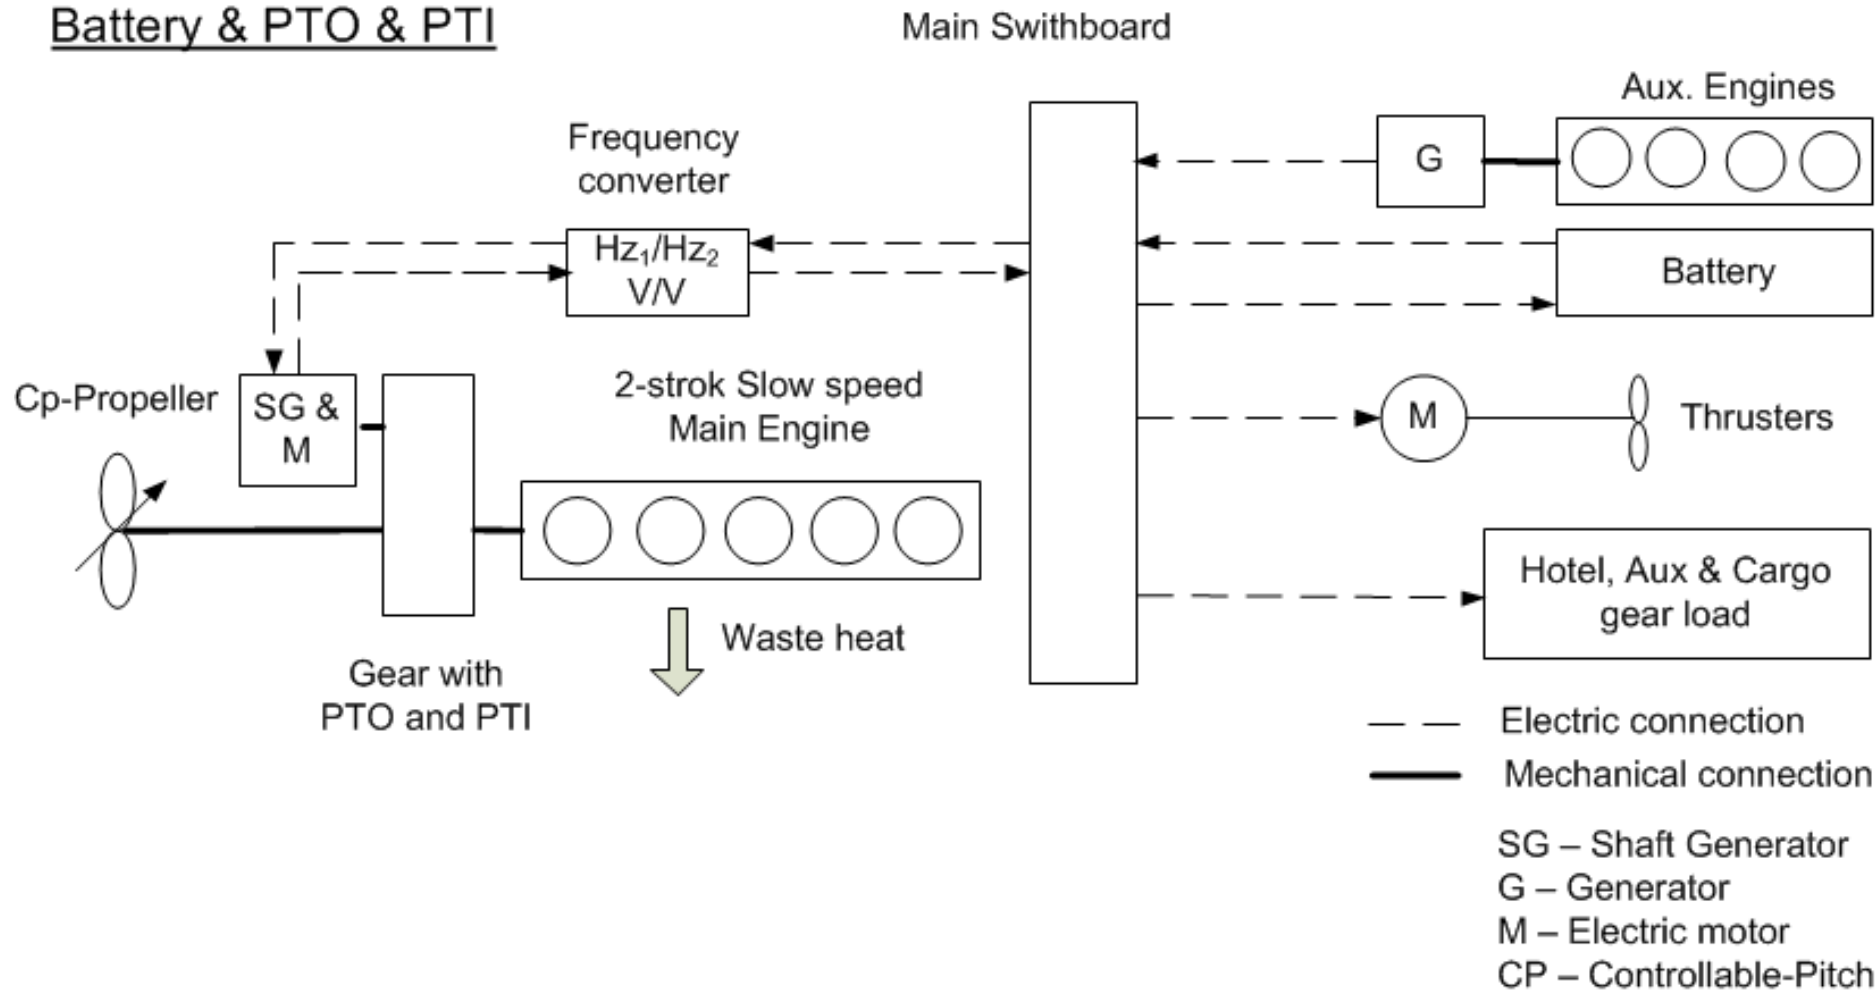 Battery & PTO & PTI
Main Swithboard
Aux. Engines
Frequency
converter
G
Hz₁/Hz₂
V/V
Battery
Cp-Propeller
SG &
M
2-strok Slow speed
Main Engine
M
Thrusters
Hotel, Aux & Cargo
gear load
Waste heat
Gear with
PTO and PTI
Electric connection
Mechanical connection
SG – Shaft Generator
G – Generator
M – Electric motor
CP – Controllable-Pitch